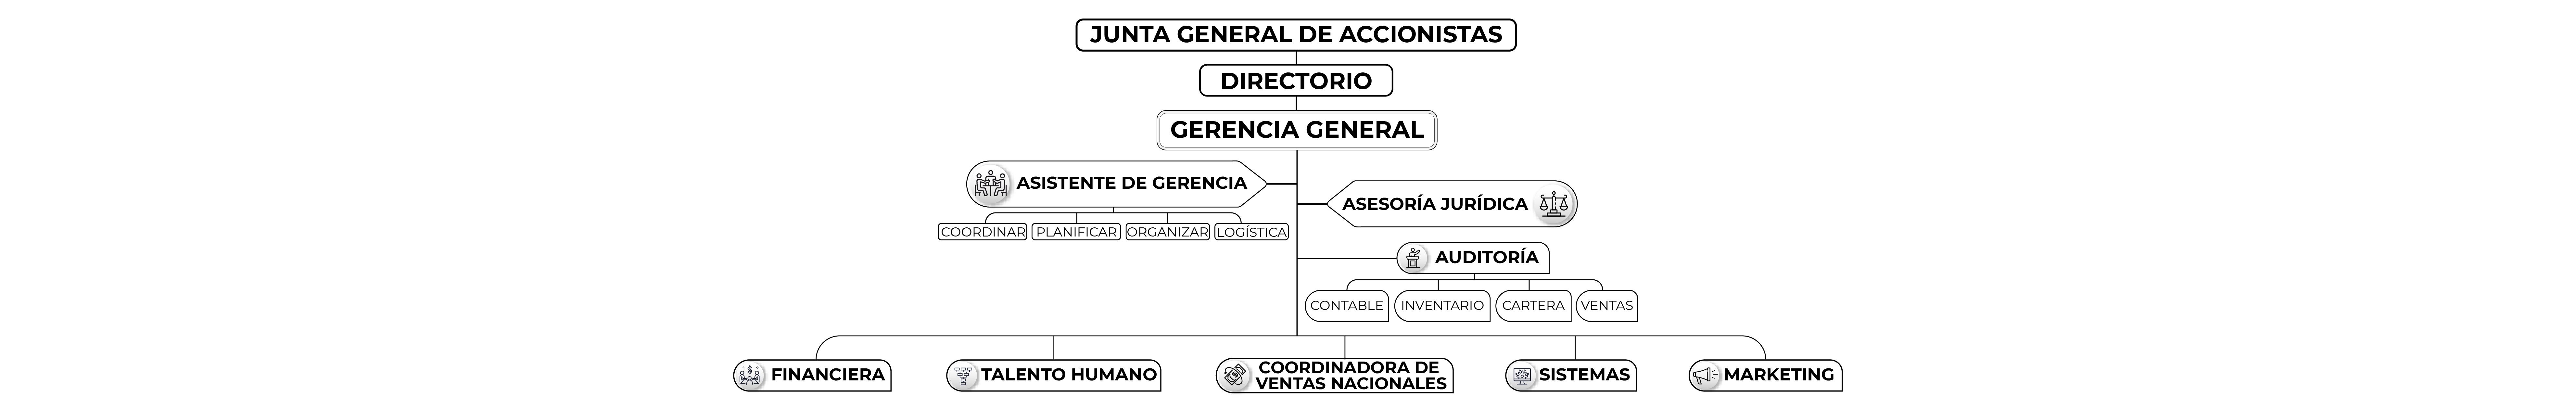 JUNTA GENERAL DE ACCIONISTAS
DIRECTORIO
GERENCIA GENERAL
ASISTENTE DE GERENCIA
COORDINAR PLANIFICAR ORGANIZAR LOGÍSTICA
ASESORÍA JURÍDICA
AUDITORÍA
CONTABLE INVENTARIO CARTERA VENTAS
FINANCIERA
TALENTO HUMANO
COORDINADORA DE
VENTAS NACIONALES
SISTEMAS
MARKETING